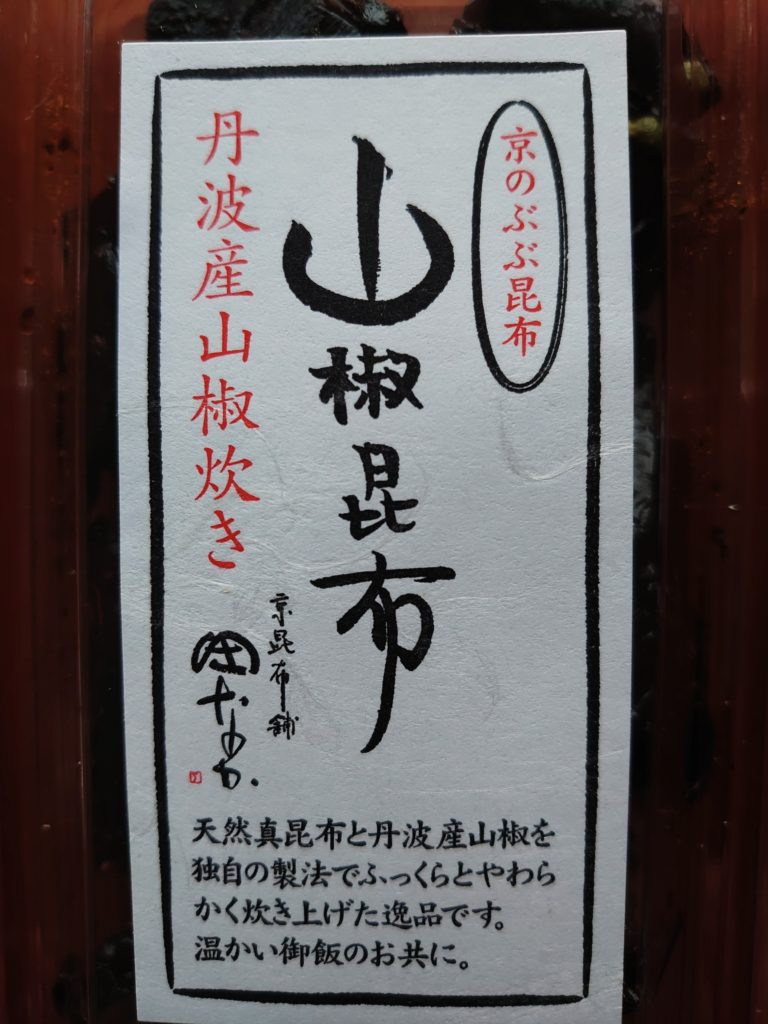 京のぶぶ昆布
山椒昆布
丹波産山椒炊き
京昆布舗
天然真昆布と丹波産山椒を
独自の製法でふっくらとやわら
かく炊き上げた逸品です。
温かい御飯のお共に。